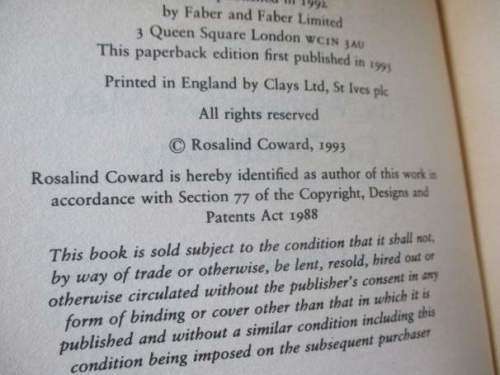 in 1992
by Faber and Faber Limited
3 Queen Square London WC1N 3AU
This paperback edition first published in 1993
Printed in England by Clays Ltd, St Ives plc
All rights reserved
© Rosalind Coward, 1993
Rosalind Coward is hereby identified as author of this work in
accordance with Section 77 of the Copyright, Designs and
Patents Act 1988
This book is sold subject to the condition that it shall not,
by way of trade or otherwise, be lent, resold, hired out or
otherwise circulated without the publisher's consent in any
form of binding or cover other than that in which it is
published and without a similar condition including this
condition being imposed on the subsequent purchaser